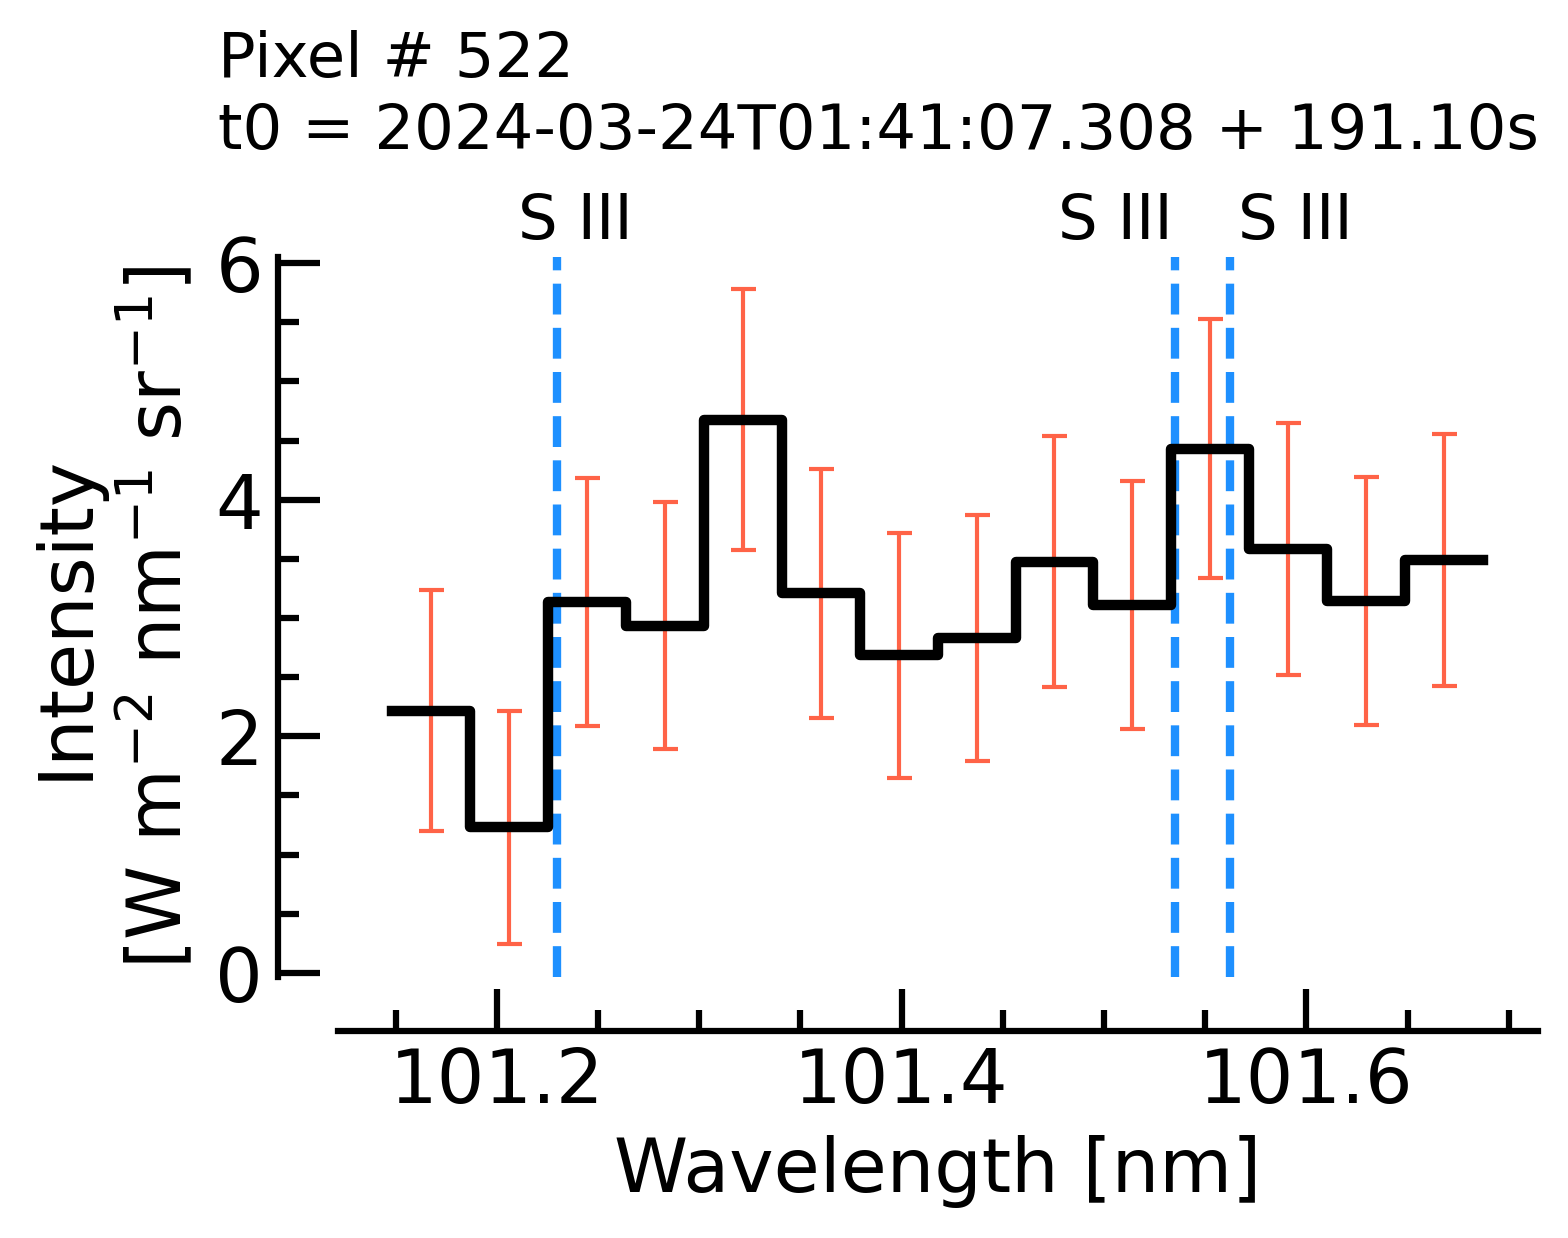 Pixel # 522
t0 = 2024-03-24T01:41:07.308 + 191.10s
S III S III S III
6
4
2
0
Intensity
[W m⁻² nm⁻¹ sr⁻¹]
101.2 101.4 101.6
Wavelength [nm]